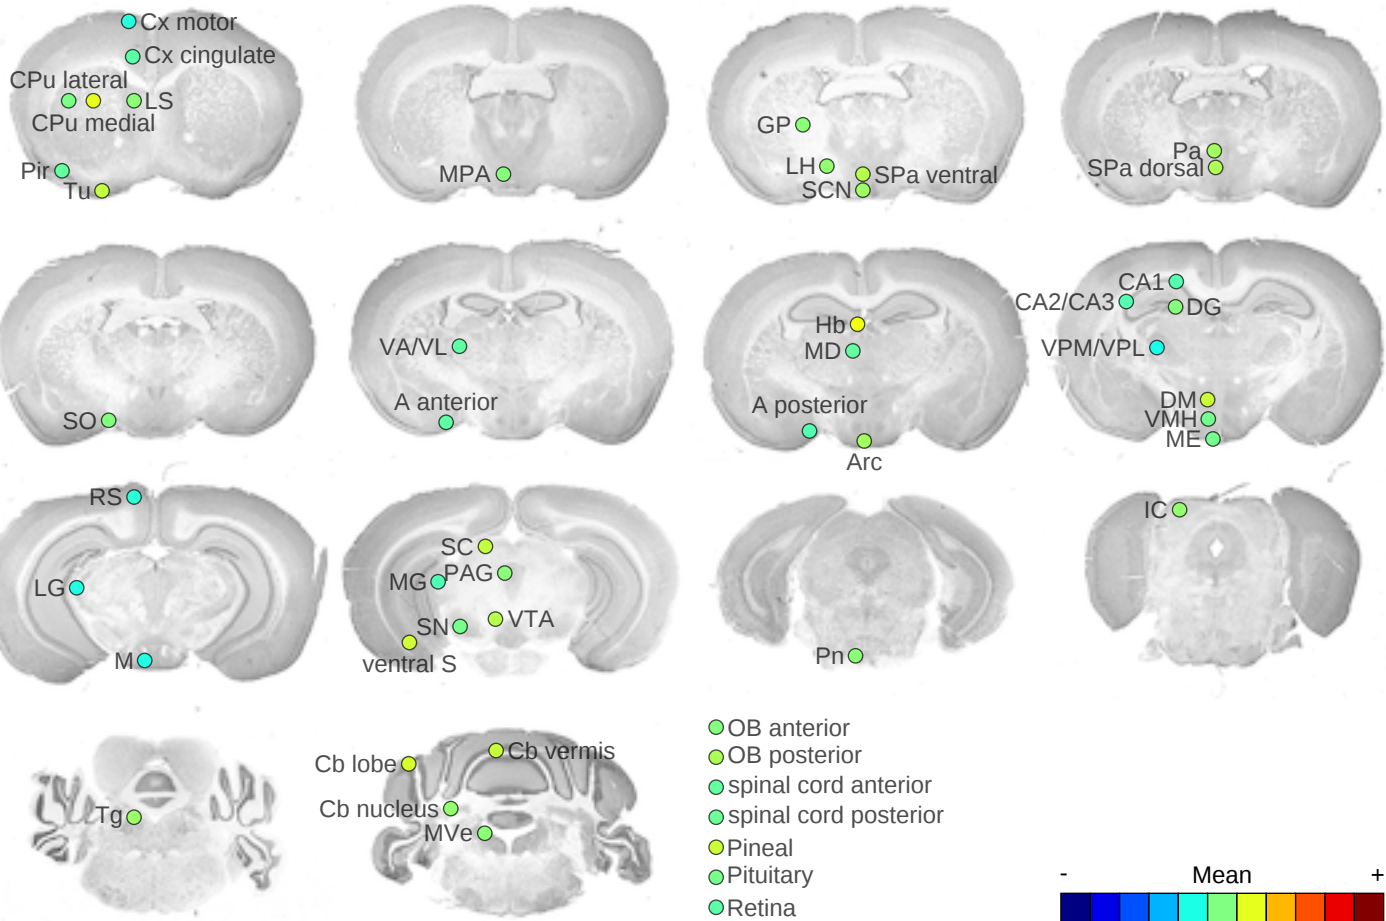 Cx motor
Cx cingulate
CPu lateral
LS
CPu medial
Pir
Tu
MPA
GP
LH
SPa ventral
SCN
Pa
SPa dorsal
SO
VA/VL
A anterior
Hb
MD
A posterior
Arc
CA1
CA2/CA3
DG
VPM/VPL
DM
VMH
ME
RS
LG
M
SC
MG
PAG
SN
VTA
ventral S
Pn
IC
Tg
Cb lobe
Cb vermis
Cb nucleus
MVe
OB anterior
OB posterior
spinal cord anterior
spinal cord posterior
Pineal
Pituitary
Retina
- Mean +